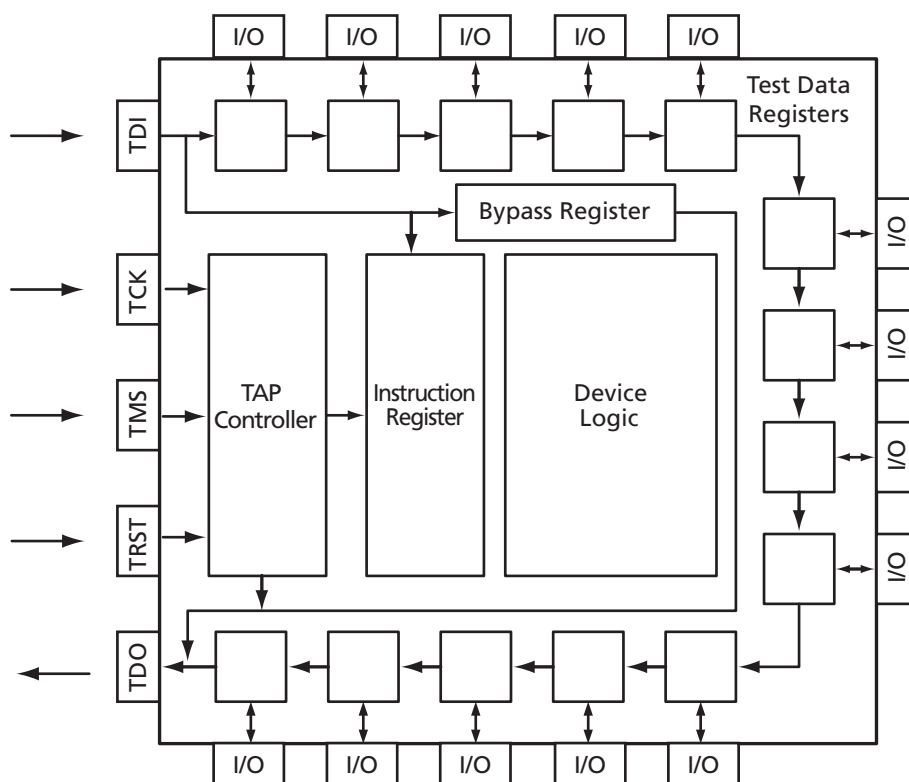 I/O I/O I/O I/O I/O
Test Data
Registers
TDI
Bypass Register
I/O
TCK
I/O
TAP
Controller
Instruction
Register
Device
Logic
TMS
I/O
TRST
I/O
TDO
I/O I/O I/O I/O I/O